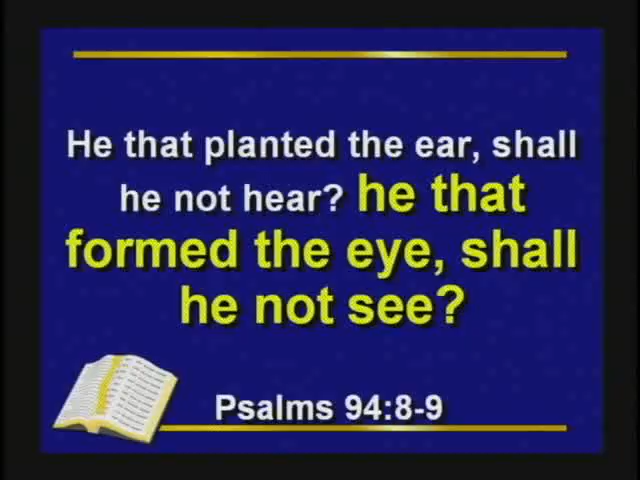 He that planted the ear, shall
he not hear? he that
formed the eye, shall
he not see?
Psalms 94:8-9